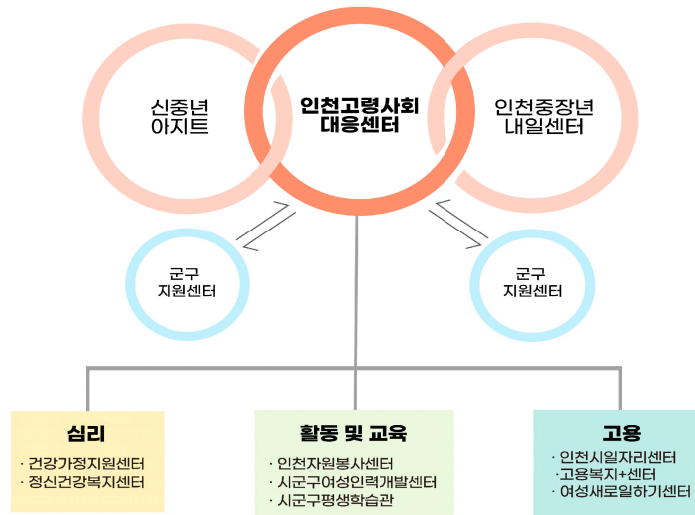 신중년
아지트
인천고령사회
대응센터
인천중장년
내일센터
군구
지원센터
군구
지원센터
심리
· 건강가정지원센터
· 정신건강복지센터
활동 및 교육
· 인천자원봉사센터
· 시군구여성인력개발센터
· 시군구평생학습관
고용
· 인천시일자리센터
· 고용복지+센터
· 여성새로일하기센터